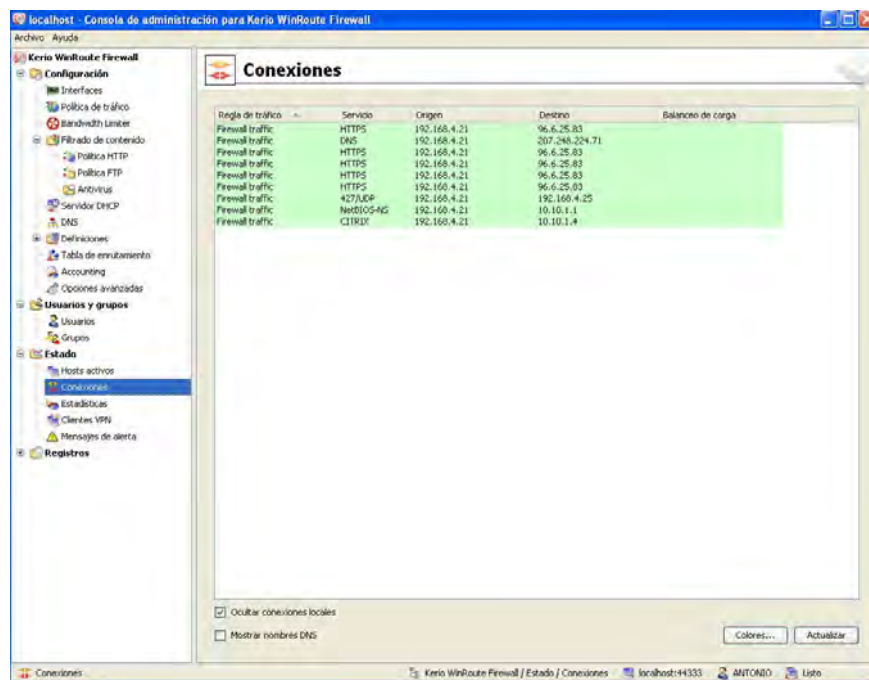 localhost - Consola de administración para Kerio WinRoute Firewall
Archivo Ayuda
Kerio WinRoute Firewall
Configuración
Interfaces
Política de tráfico
Bandwidth Limiter
Filtrado de contenido
Política HTTP
Política FTP
Antivirus
Servidor DHCP
DNS
Definiciones
Tabla de enrutamiento
Accounting
Opciones avanzadas
Usuarios y grupos
Usuarios
Grupos
Estado
Hosts activos
Conexiones
Estadísticas
Clientes VPN
Mensajes de alerta
Registros
Conexiones
Regla de tráfico Servicio Origen Destino Balanceo de carga
Firewall traffic HTTPS 192.168.4.21 96.6.25.83
Firewall traffic DNS 192.168.4.21 207.248.224.71
Firewall traffic HTTPS 192.168.4.21 96.6.25.83
Firewall traffic HTTPS 192.168.4.21 96.6.25.83
Firewall traffic HTTPS 192.168.4.21 96.6.25.83
Firewall traffic HTTPS 192.168.4.21 96.6.25.83
Firewall traffic 427/UDP 192.168.4.21 192.168.4.25
Firewall traffic NetBIOS-NS 192.168.4.21 10.10.1.1
Firewall traffic CITRIX 192.168.4.21 10.10.1.4
Ocultar conexiones locales
Mostrar nombres DNS
Colores... Actualizar
Conexiones Kerio WinRoute Firewall / Estado / Conexiones localhost:44333 ANTONIO Listo